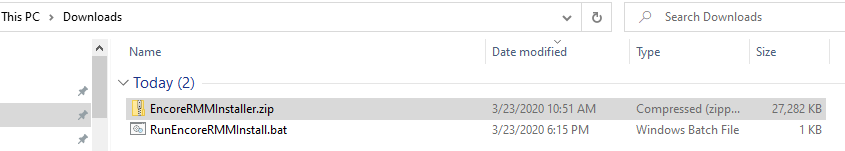 This PC > Downloads
Search Downloads
Name Date modified Type Size
Today (2)
EncoreRMMInstaller.zip 3/23/2020 10:51 AM Compressed (zipp... 27,282 KB
RunEncoreRMMInstall.bat 3/23/2020 6:15 PM Windows Batch File 1 KB